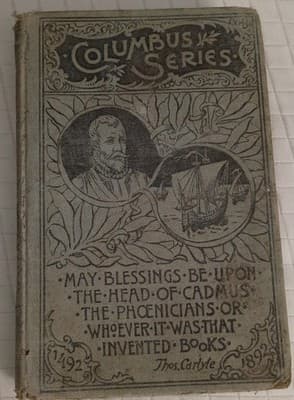 COLUMBUS
SERIES
MAY BLESSINGS BE UPON
THE HEAD OF CADMUS
THE PHŒNICIANS OR
WHOEVER IT WAS THAT
INVENTED BOOKS.
Thos. Carlyle
1492
1892